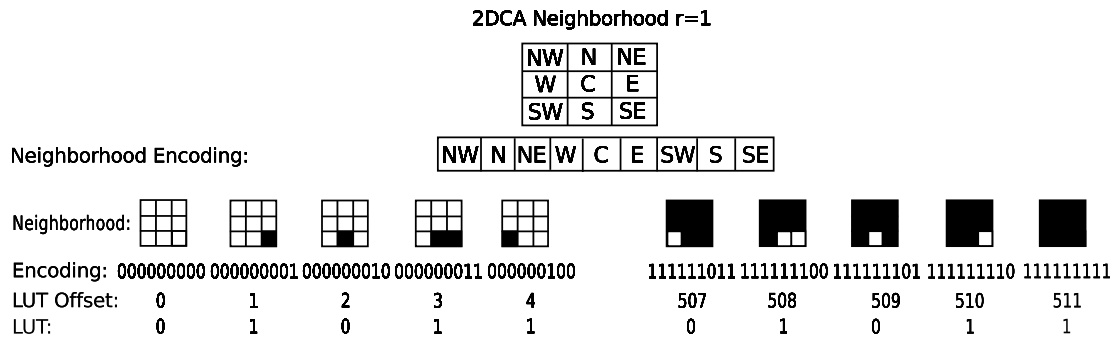 2DCA Neighborhood r=1
NW N NE
W C E
SW S SE
Neighborhood Encoding: NW N NE W C E SW S SE
Neighborhood:
Encoding: 000000000 000000001 000000010 000000011 000000100 111111011 111111100 111111101 111111110 111111111
LUT Offset: 0 1 2 3 4 507 508 509 510 511
LUT: 0 1 0 1 1 0 1 0 1 1